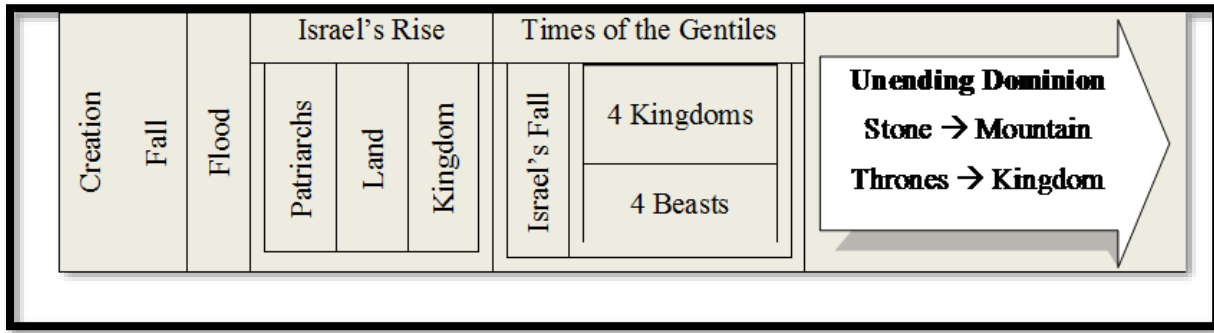 Creation
Fall
Flood
Israel’s Rise
Patriarchs
Land
Kingdom
Times of the Gentiles
Israel’s Fall
4 Kingdoms
4 Beasts
Unending Dominion
Stone → Mountain
Thrones → Kingdom